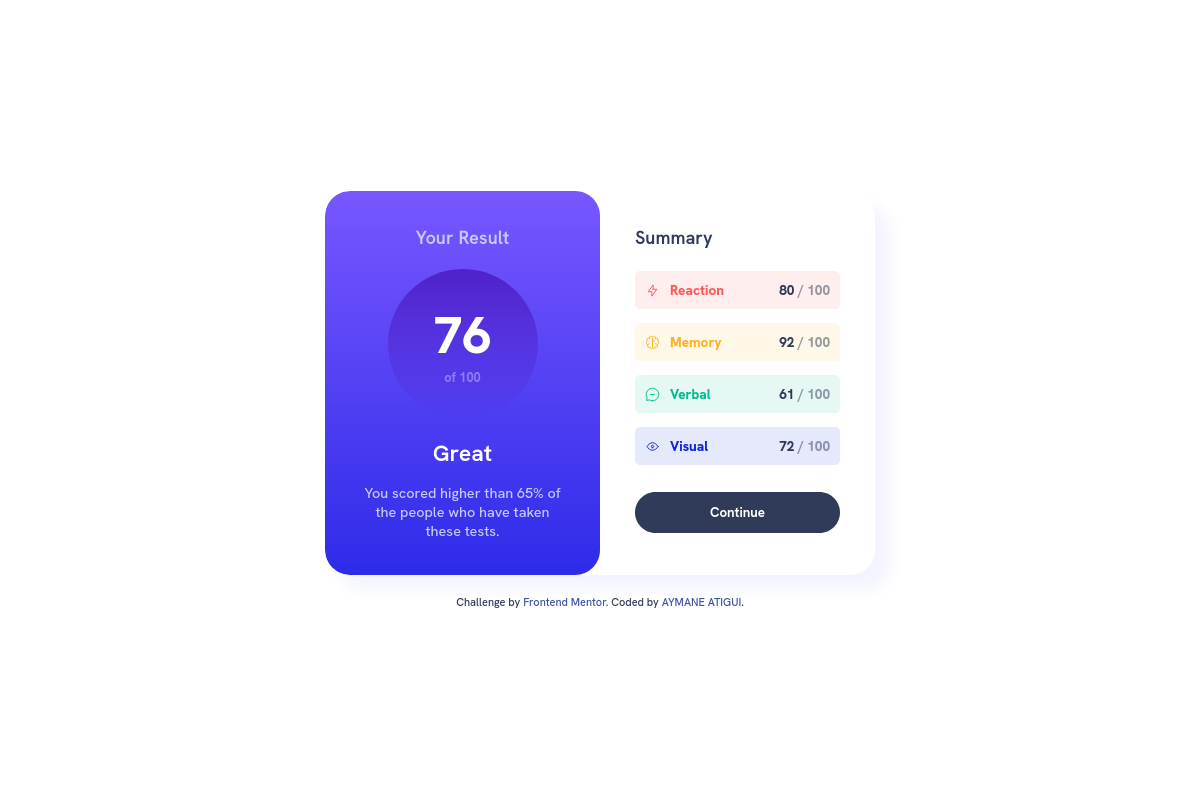 Your Result
76
of 100
Great
You scored higher than 65% of
the people who have taken
these tests.
Summary
Reaction 80 / 100
Memory 92 / 100
Verbal 61 / 100
Visual 72 / 100
Continue
Challenge by Frontend Mentor. Coded by AYMANE ATIGUI.